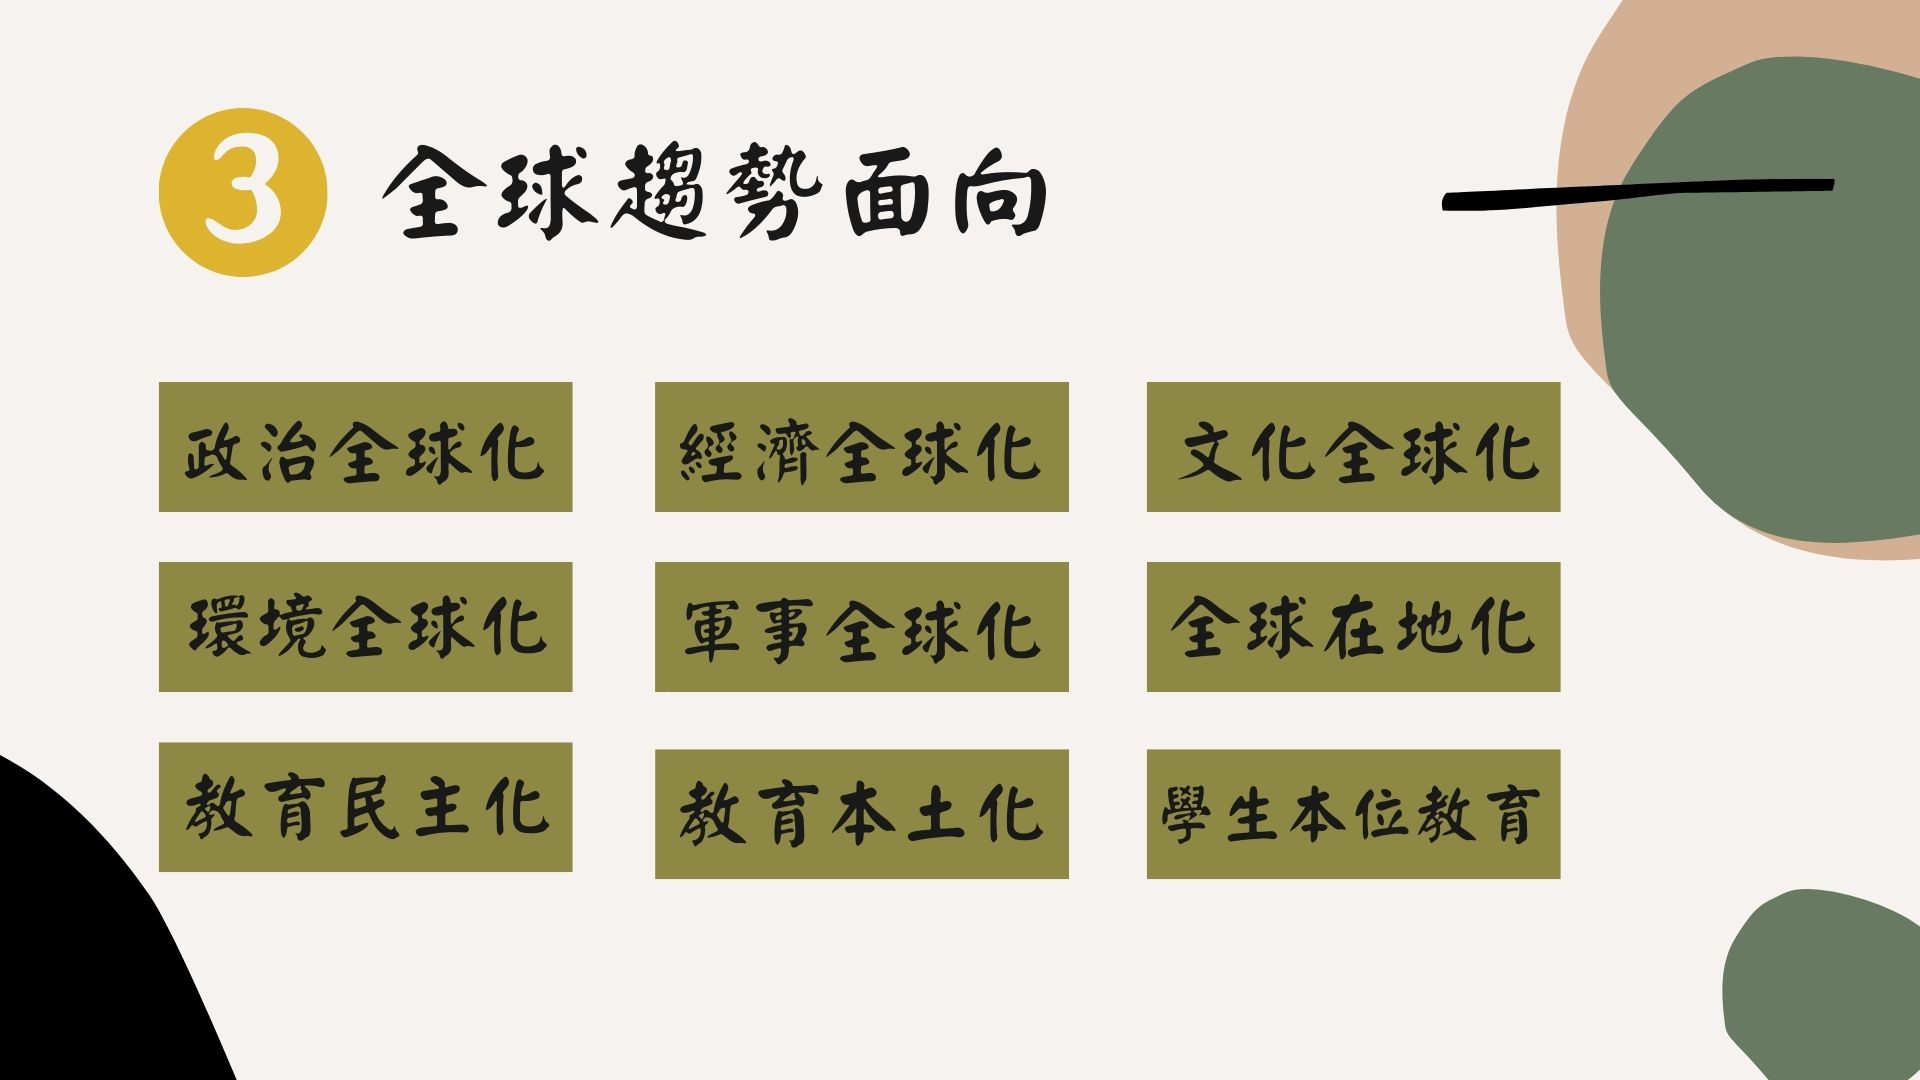 3 全球趨勢面向
政治全球化 經濟全球化 文化全球化
環境全球化 軍事全球化 全球在地化
教育民主化 教育本土化 學生本位教育